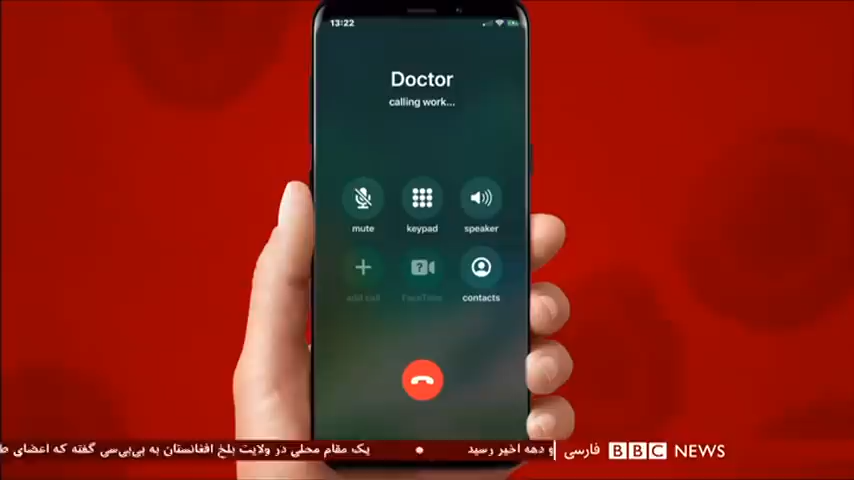 13:22
Doctor
calling work...
mute
keypad
speaker
add call
FaceTime
contacts
یک مقام محلی در ولایت بلخ افغانستان به بی‌بی‌سی گفته که اعضای
و دهه اخیر رسید
فارسی BBC NEWS